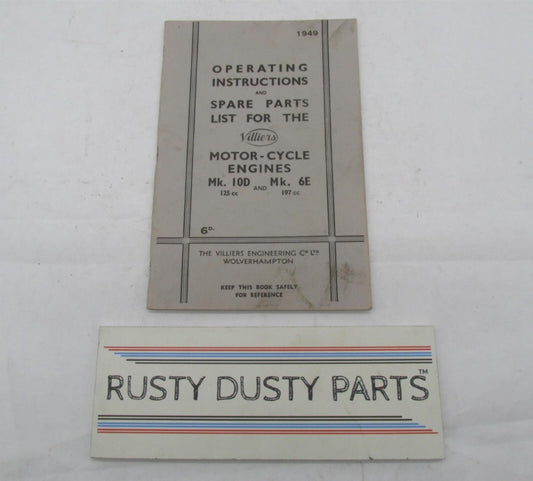 1949
OPERATING
INSTRUCTIONS
AND
SPARE PARTS
LIST FOR THE
Villiers
MOTOR-CYCLE
ENGINES
Mk. 10D AND Mk. 6E
125 cc 197 cc
6D.
THE VILLIERS ENGINEERING Co LTD
WOLVERHAMPTON
KEEP THIS BOOK SAFELY
FOR REFERENCE
RUSTY DUSTY PARTS™